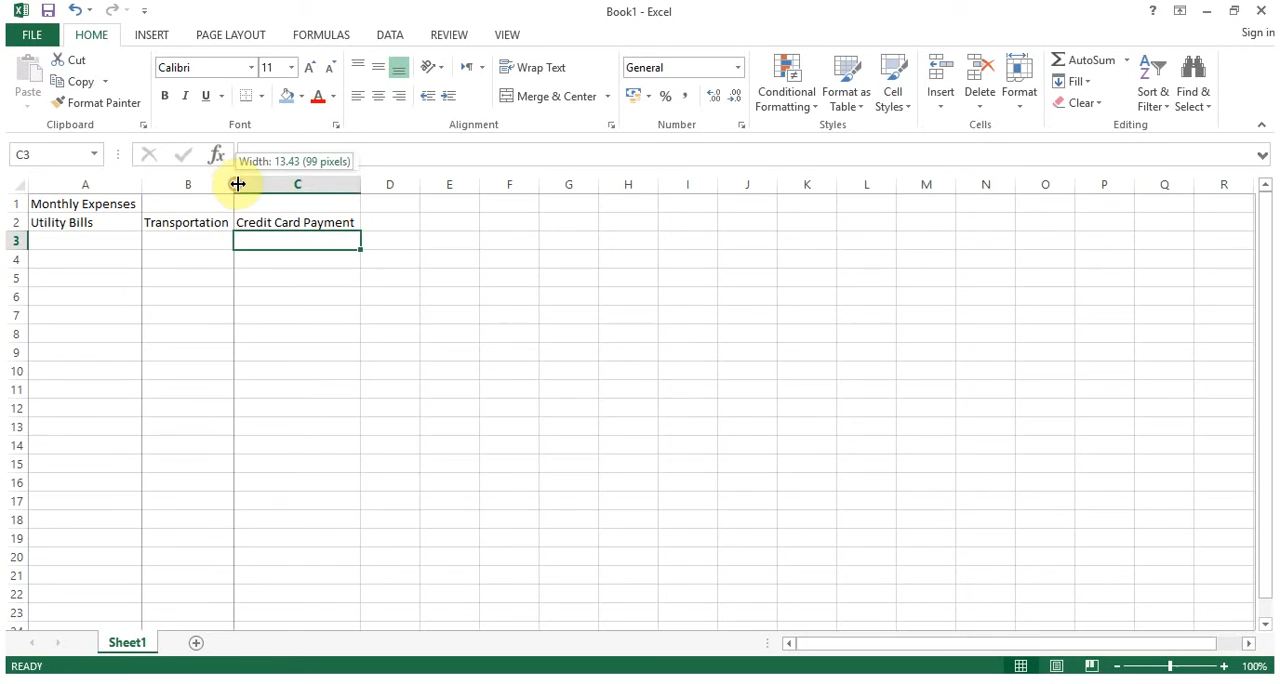 Book1 - Excel
? 
Sign in
FILE HOME INSERT PAGE LAYOUT FORMULAS DATA REVIEW VIEW
Paste
Cut
Copy
Format Painter
Clipboard
Calibri 11
B I U
Font
Wrap Text
Merge & Center
Alignment
General
% ,
Number
Conditional Formatting
Format as Table
Cell Styles
Styles
Insert
Delete
Format
Cells
AutoSum
Fill
Clear
Sort & Filter
Find & Select
Editing
C3
fx
Width: 13.43 (99 pixels)
A B C D E F G H I J K L M N O P Q R
1 Monthly Expenses
2 Utility Bills Transportation Credit Card Payment
3
4
5
6
7
8
9
10
11
12
13
14
15
16
17
18
19
20
21
22
23
24
Sheet1
READY
100%